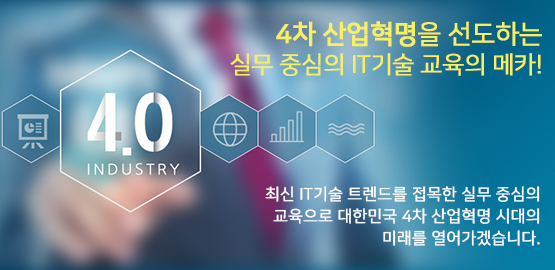 4차 산업혁명을 선도하는
실무 중심의 IT기술 교육의 메카!
4.0
INDUSTRY
최신 IT기술 트렌드를 접목한 실무 중심의
교육으로 대한민국 4차 산업혁명 시대의
미래를 열어가겠습니다.